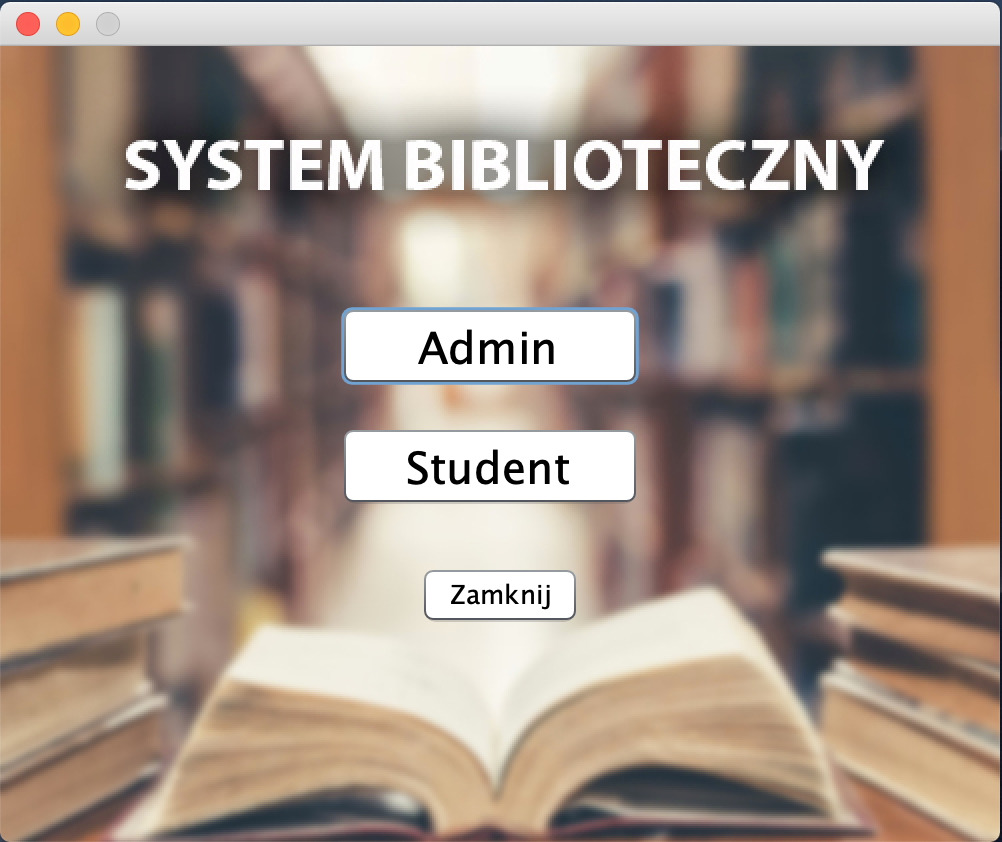 SYSTEM BIBLIOTECZNY
Admin
Student
Zamknij